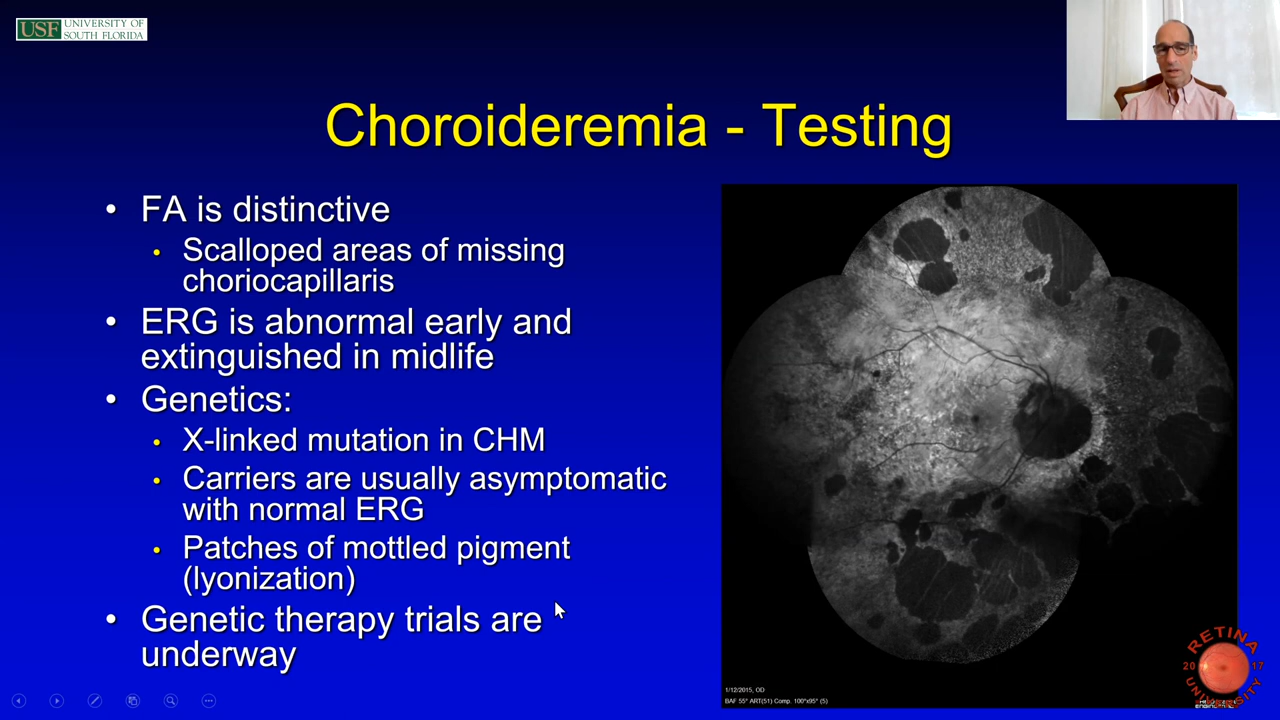 USF UNIVERSITY OF
SOUTH FLORIDA
Choroideremia - Testing
• FA is distinctive
• Scalloped areas of missing
choriocapillaris
• ERG is abnormal early and
extinguished in midlife
• Genetics:
• X-linked mutation in CHM
• Carriers are usually asymptomatic
with normal ERG
• Patches of mottled pigment
(lyonization)
• Genetic therapy trials are
underway
1/12/2015, OD
BAF 55° ART(51) Comp. 100°x95° (5)
RETINA
20 17
UNIVERSITY